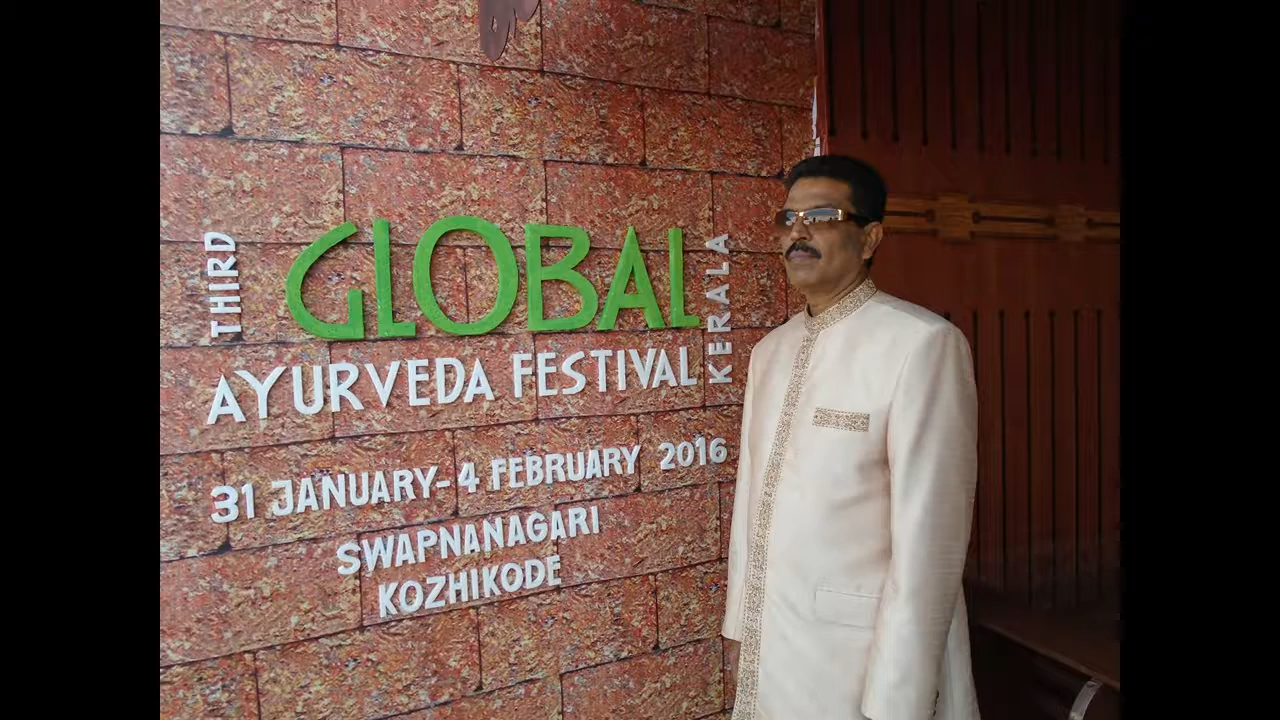 THIRD
GLOBAL
KERALA
AYURVEDA FESTIVAL
31 JANUARY-4 FEBRUARY 2016
SWAPNANAGARI
KOZHIKODE